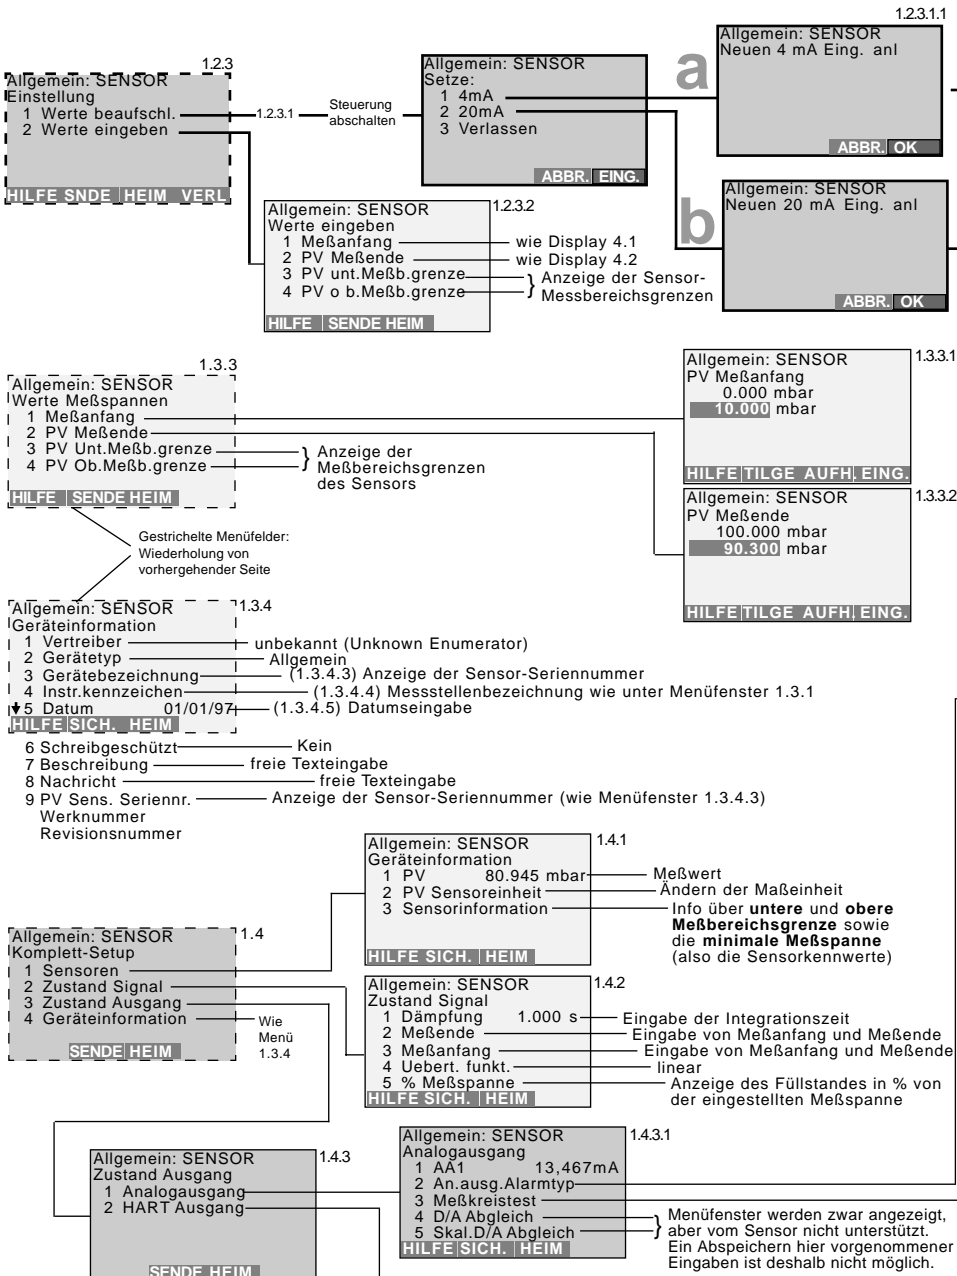 1.2.3
Allgemein: SENSOR
Einstellung
1 Werte beaufschl.
2 Werte eingeben
HILFE SNDE HEIM VERL
1.2.3.1
Steuerung
abschalten
Allgemein: SENSOR
Setze:
1 4mA
2 20mA
3 Verlassen
ABBR. EING.
a
1.2.3.1.1
Allgemein: SENSOR
Neuen 4 mA Eing. anl
ABBR. OK
b
Allgemein: SENSOR
Neuen 20 mA Eing. anl
ABBR. OK
1.2.3.2
Allgemein: SENSOR
Werte eingeben
1 Meßanfang
2 PV Meßende
3 PV unt.Meßb.grenze
4 PV o b.Meßb.grenze
HILFE SENDE HEIM
wie Display 4.1
wie Display 4.2
} Anzeige der Sensor-
Messbereichsgrenzen
1.3.3
Allgemein: SENSOR
Werte Meßspannen
1 Meßanfang
2 PV Meßende
3 PV Unt.Meßb.grenze
4 PV Ob.Meßb.grenze
HILFE SENDE HEIM
} Anzeige der
Meßbereichsgrenzen
des Sensors
1.3.3.1
Allgemein: SENSOR
PV Meßanfang
0.000 mbar
10.000 mbar
HILFE TILGE AUFH. EING.
1.3.3.2
Allgemein: SENSOR
PV Meßende
100.000 mbar
90.300 mbar
HILFE TILGE AUFH. EING.
Gestrichelte Menüfelder:
Wiederholung von
vorhergehender Seite
1.3.4
Allgemein: SENSOR
Geräteinformation
1 Vertreiber
2 Gerätetyp
3 Gerätebezeichnung
4 Instr.kennzeichen
5 Datum 01/01/97
HILFE SICH. HEIM
6 Schreibgeschützt
7 Beschreibung
8 Nachricht
9 PV Sens. Seriennr.
Werknummer
Revisionsnummer
unbekannt (Unknown Enumerator)
Allgemein
(1.3.4.3) Anzeige der Sensor-Seriennummer
(1.3.4.4) Messstellenbezeichnung wie unter Menüfenster 1.3.1
(1.3.4.5) Datumseingabe
Kein
freie Texteingabe
freie Texteingabe
Anzeige der Sensor-Seriennummer (wie Menüfenster 1.3.4.3)
1.4.1
Allgemein: SENSOR
Geräteinformation
1 PV 80.945 mbar
2 PV Sensoreinheit
3 Sensorinformation
HILFE SICH. HEIM
Meßwert
Ändern der Maßeinheit
Info über untere und obere
Meßbereichsgrenze sowie
die minimale Meßspanne
(also die Sensorkennwerte)
1.4
Allgemein: SENSOR
Komplett-Setup
1 Sensoren
2 Zustand Signal
3 Zustand Ausgang
4 Geräteinformation
SENDE HEIM
Wie
Menü
1.3.4
1.4.2
Allgemein: SENSOR
Zustand Signal
1 Dämpfung 1.000 s
2 Meßende
3 Meßanfang
4 Uebert. funkt.
5 % Meßspanne
HILFE SICH. HEIM
Eingabe der Integrationszeit
Eingabe von Meßanfang und Meßende
Eingabe von Meßanfang und Meßende
linear
Anzeige des Füllstandes in % von
der eingestellten Meßspanne
1.4.3
Allgemein: SENSOR
Zustand Ausgang
1 Analogausgang
2 HART Ausgang
SENDE HEIM
1.4.3.1
Allgemein: SENSOR
Analogausgang
1 AA1 13,467mA
2 An.ausg.Alarmtyp
3 Meßkreistest
4 D/A Abgleich
5 Skal.D/A Abgleich
HILFE SICH. HEIM
} Menüfenster werden zwar angezeigt,
aber vom Sensor nicht unterstützt.
Ein Abspeichern hier vorgenommener
Eingaben ist deshalb nicht möglich.